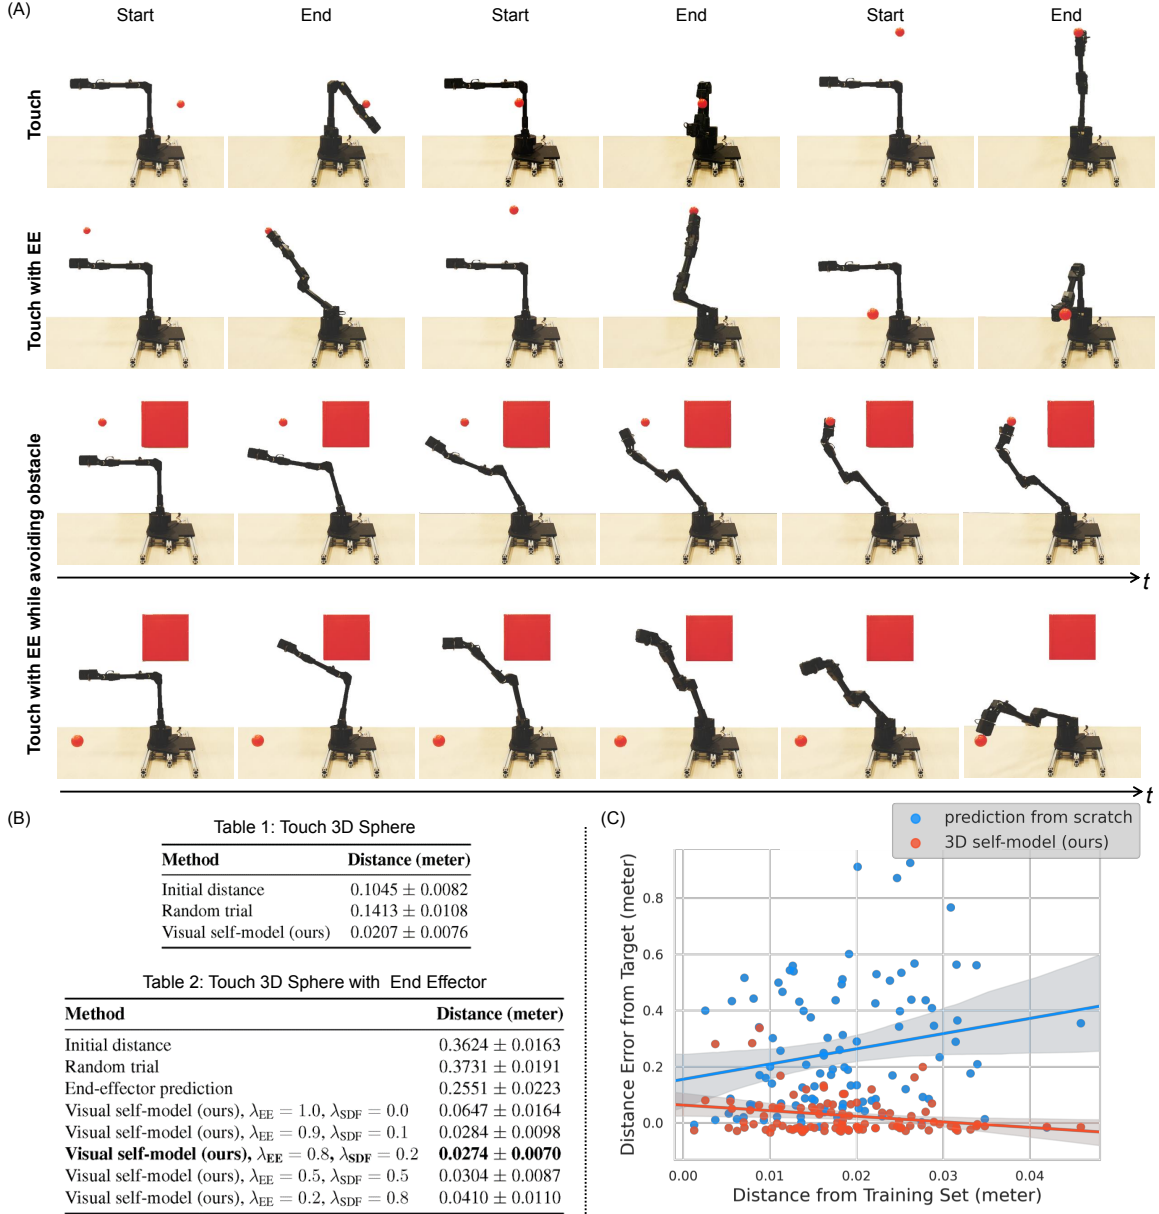 (A)
Start End Start End Start End
Touch
Touch with EE
Touch with EE while avoiding obstacle
t
t
(B)
Table 1: Touch 3D Sphere
Method Distance (meter)
Initial distance 0.1045 ± 0.0082
Random trial 0.1413 ± 0.0108
Visual self-model (ours) 0.0207 ± 0.0076
Table 2: Touch 3D Sphere with End Effector
Method Distance (meter)
Initial distance 0.3624 ± 0.0163
Random trial 0.3731 ± 0.0191
End-effector prediction 0.2551 ± 0.0223
Visual self-model (ours), λEE = 1.0, λSDF = 0.0 0.0647 ± 0.0164
Visual self-model (ours), λEE = 0.9, λSDF = 0.1 0.0284 ± 0.0098
Visual self-model (ours), λEE = 0.8, λSDF = 0.2 0.0274 ± 0.0070
Visual self-model (ours), λEE = 0.5, λSDF = 0.5 0.0304 ± 0.0087
Visual self-model (ours), λEE = 0.2, λSDF = 0.8 0.0410 ± 0.0110
(C)
prediction from scratch
3D self-model (ours)
Distance Error from Target (meter)
0.8
0.6
0.4
0.2
0.0
0.00 0.01 0.02 0.03 0.04
Distance from Training Set (meter)